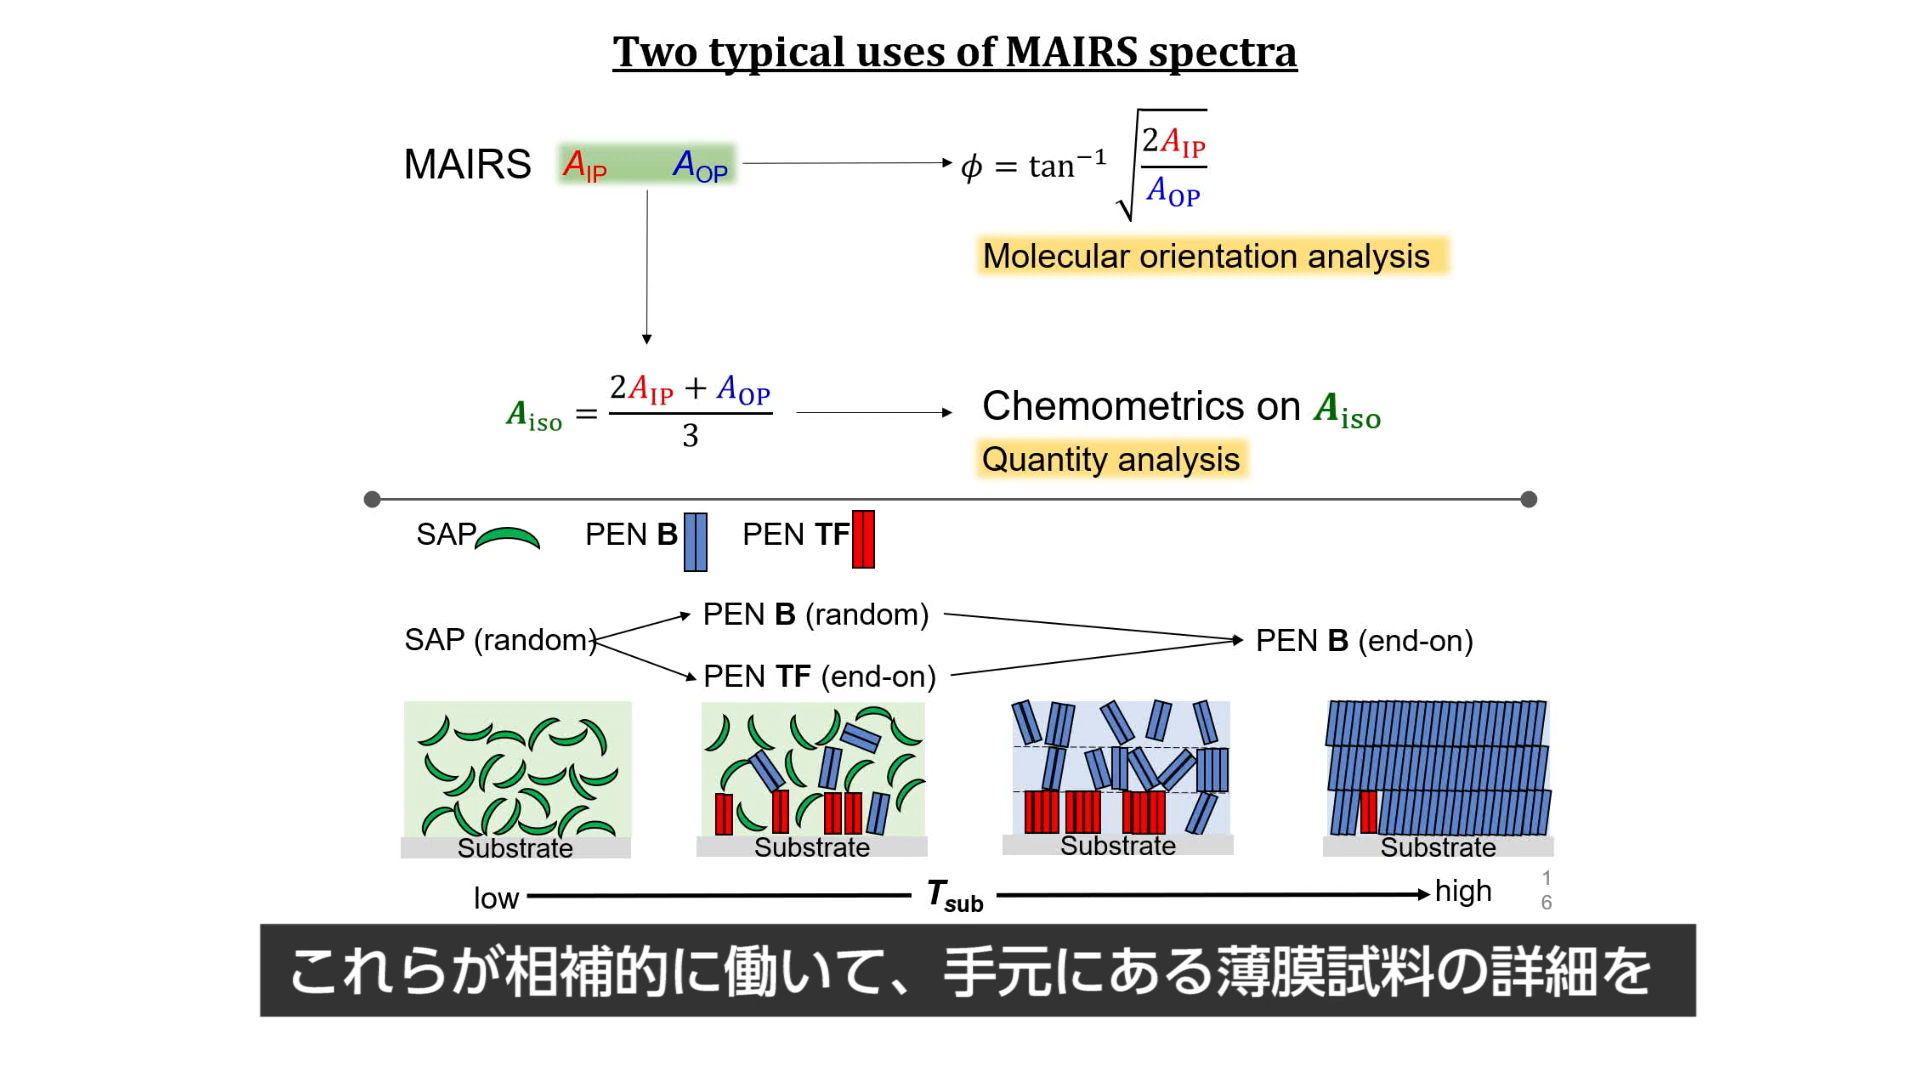 Two typical uses of MAIRS spectra
MAIRS A_IP A_OP
ϕ = tan⁻¹ √(2A_IP / A_OP)
Molecular orientation analysis
A_iso = (2A_IP + A_OP) / 3
Chemometrics on A_iso
Quantity analysis
SAP PEN B PEN TF
PEN B (random)
SAP (random) PEN B (end-on)
PEN TF (end-on)
Substrate Substrate Substrate Substrate
low T_sub high
16
これらが相補的に働いて、手元にある薄膜試料の詳細を